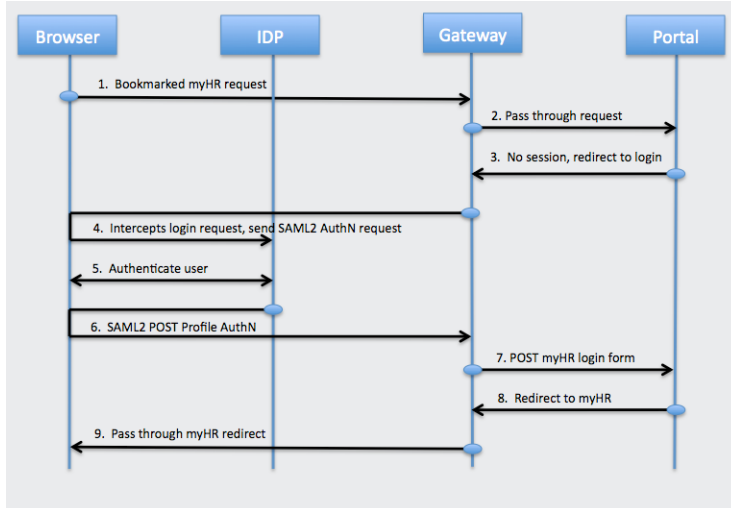 Browser
IDP
Gateway
Portal
1. Bookmarked myHR request
2. Pass through request
3. No session, redirect to login
4. Intercepts login request, send SAML2 AuthN request
5. Authenticate user
6. SAML2 POST Profile AuthN
7. POST myHR login form
8. Redirect to myHR
9. Pass through myHR redirect